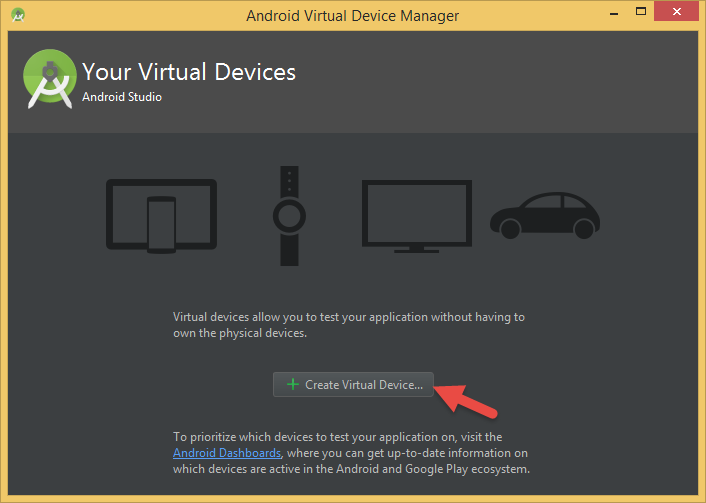 Android Virtual Device Manager
Your Virtual Devices
Android Studio
Virtual devices allow you to test your application without having to
own the physical devices.
Create Virtual Device...
To prioritize which devices to test your application on, visit the
Android Dashboards, where you can get up-to-date information on
which devices are active in the Android and Google Play ecosystem.